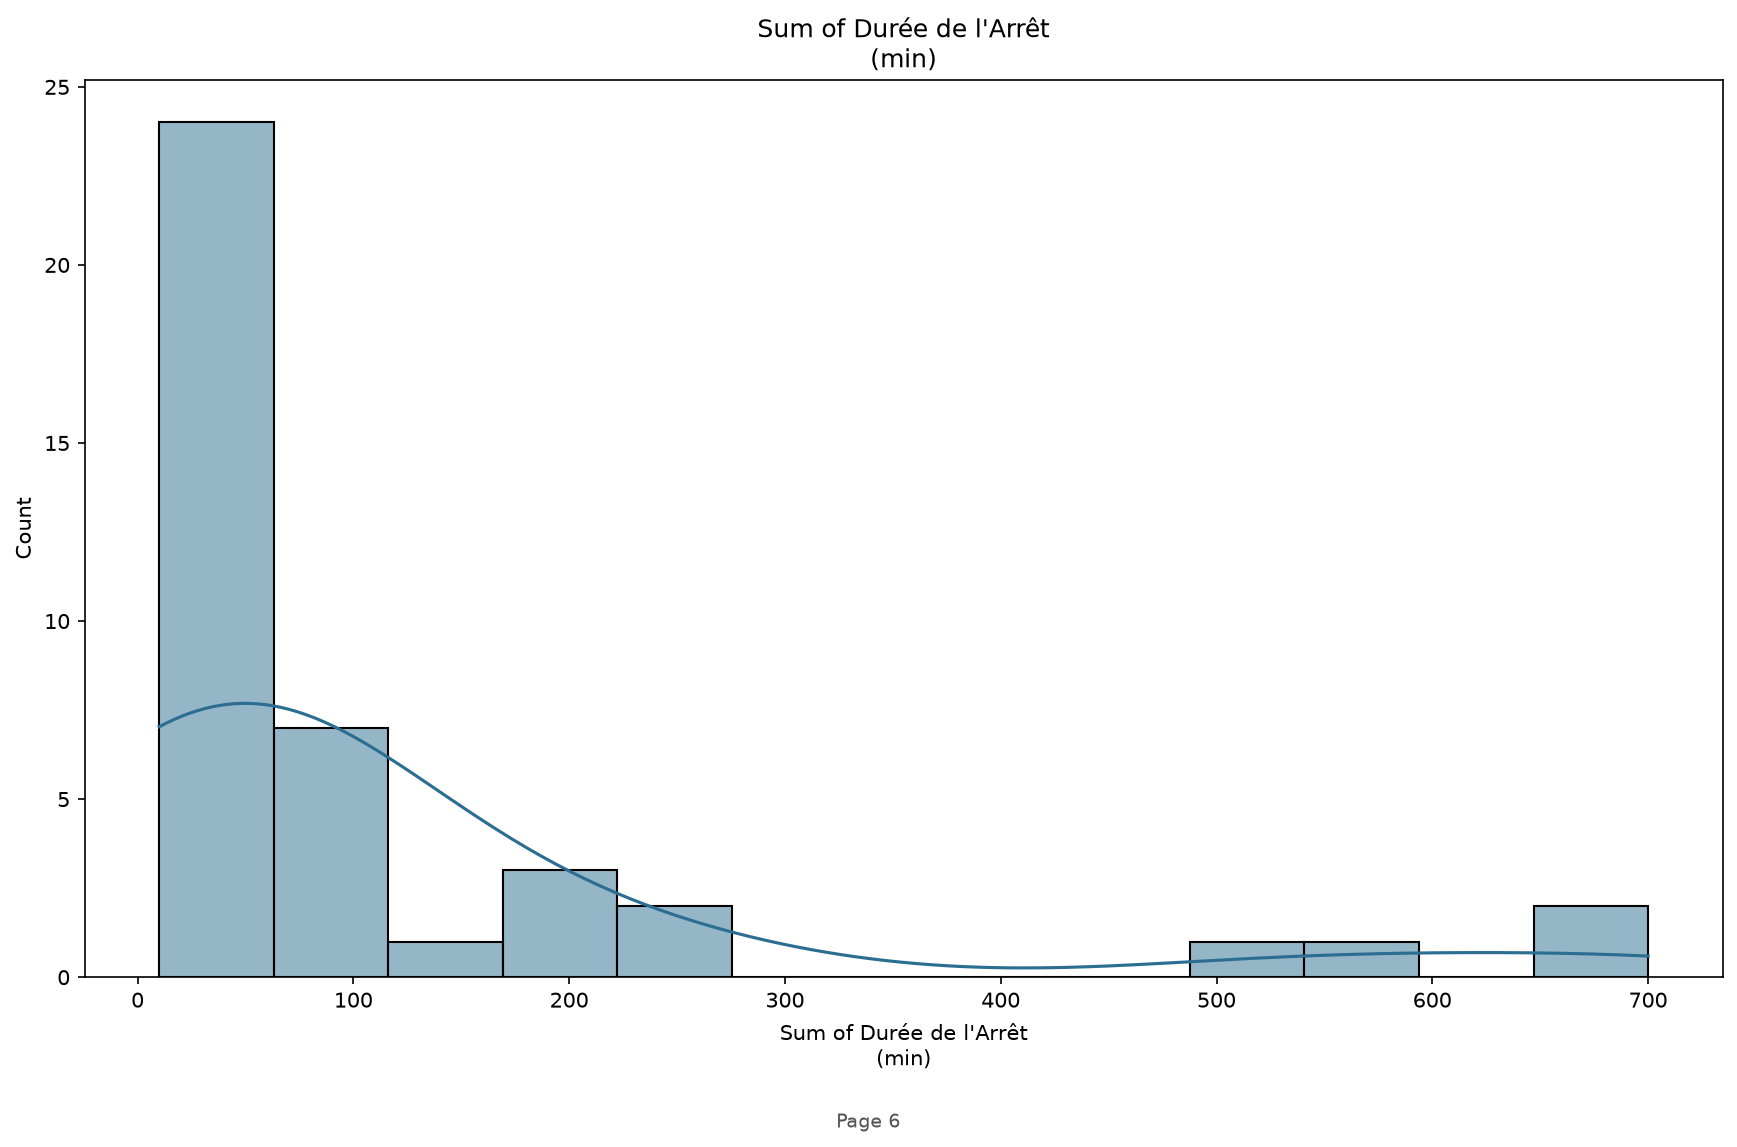 Sum of Durée de l'Arrêt
(min)
25
20
15
10
5
0
Count
0 100 200 300 400 500 600 700
Sum of Durée de l'Arrêt
(min)
Page 6